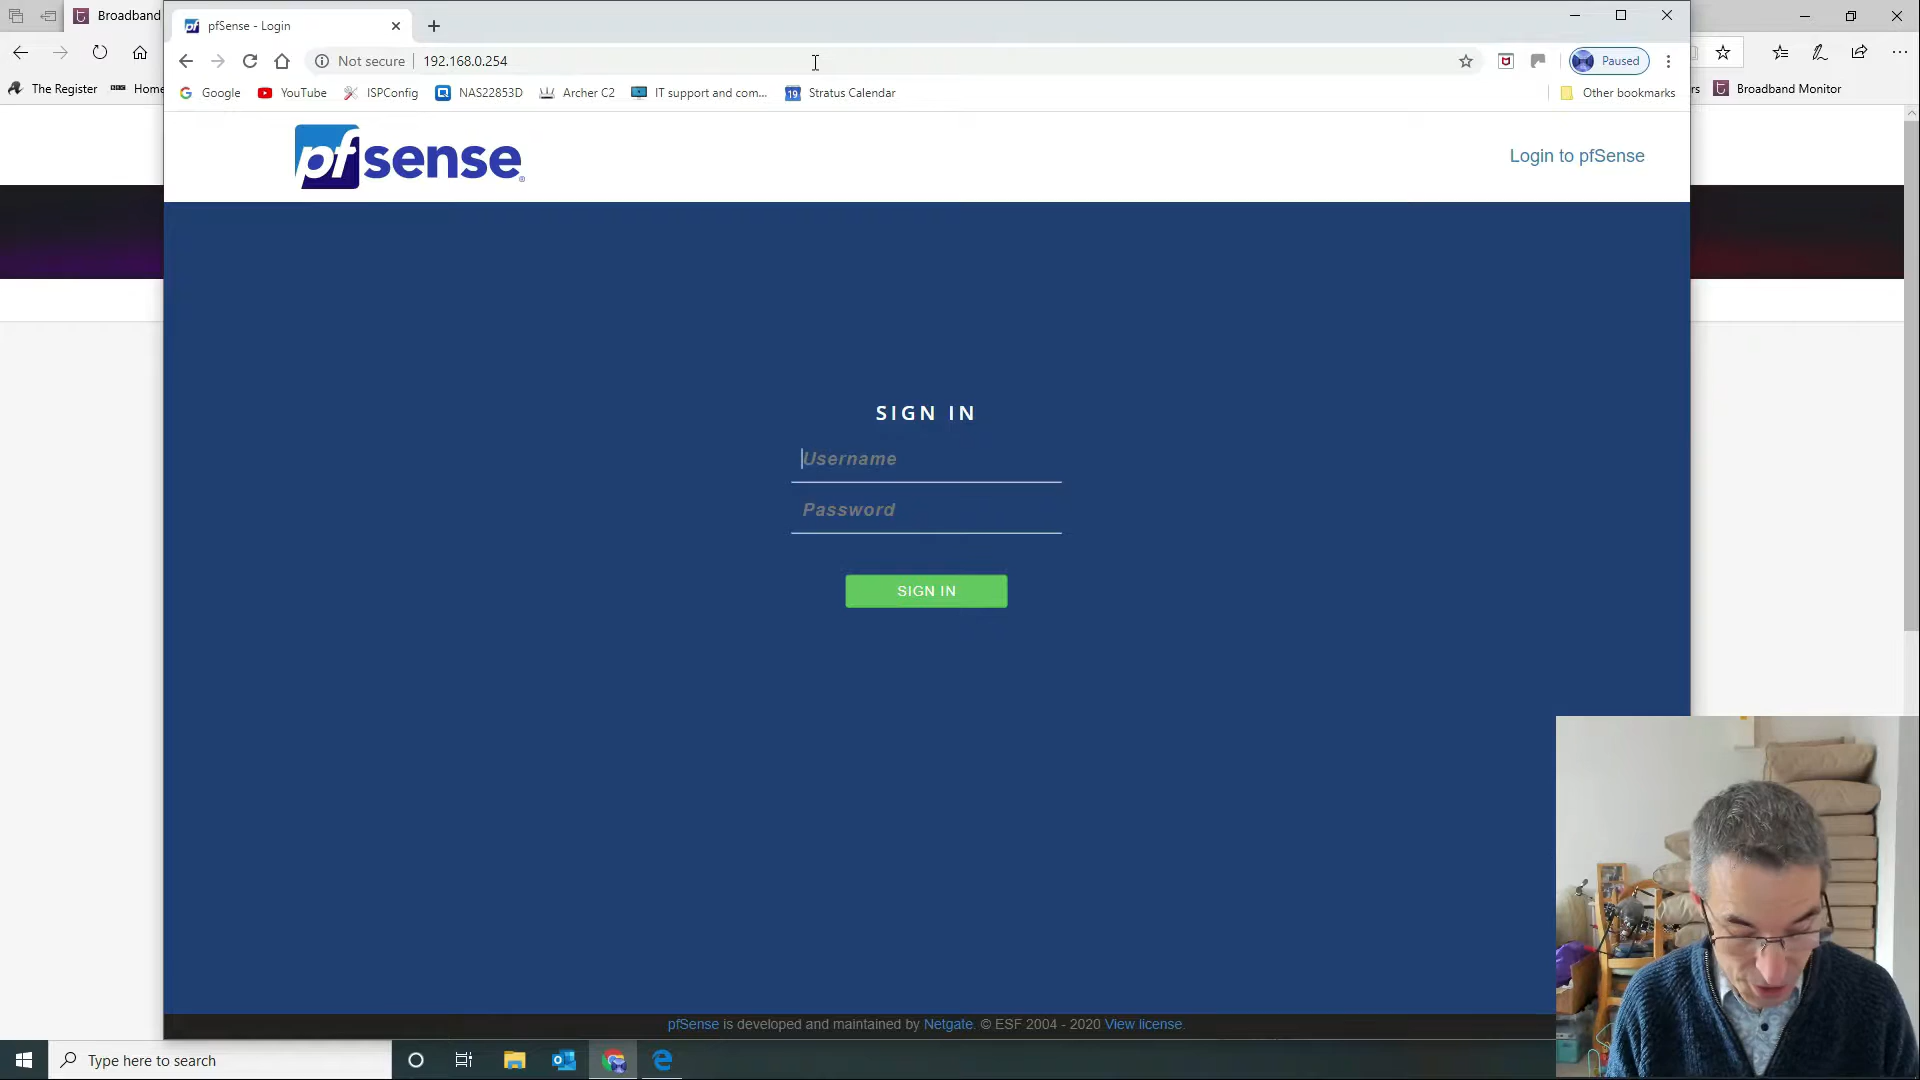 Broadband
pfSense - Login
Not secure
192.168.0.254
Paused
The Register
Home
Google
YouTube
ISPConfig
NAS22853D
Archer C2
IT support and com...
19
Stratus Calendar
Other bookmarks
rs
Broadband Monitor
pfsense®
Login to pfSense
SIGN IN
Username
Password
SIGN IN
pfSense is developed and maintained by Netgate. © ESF 2004 - 2020 View license.
Type here to search